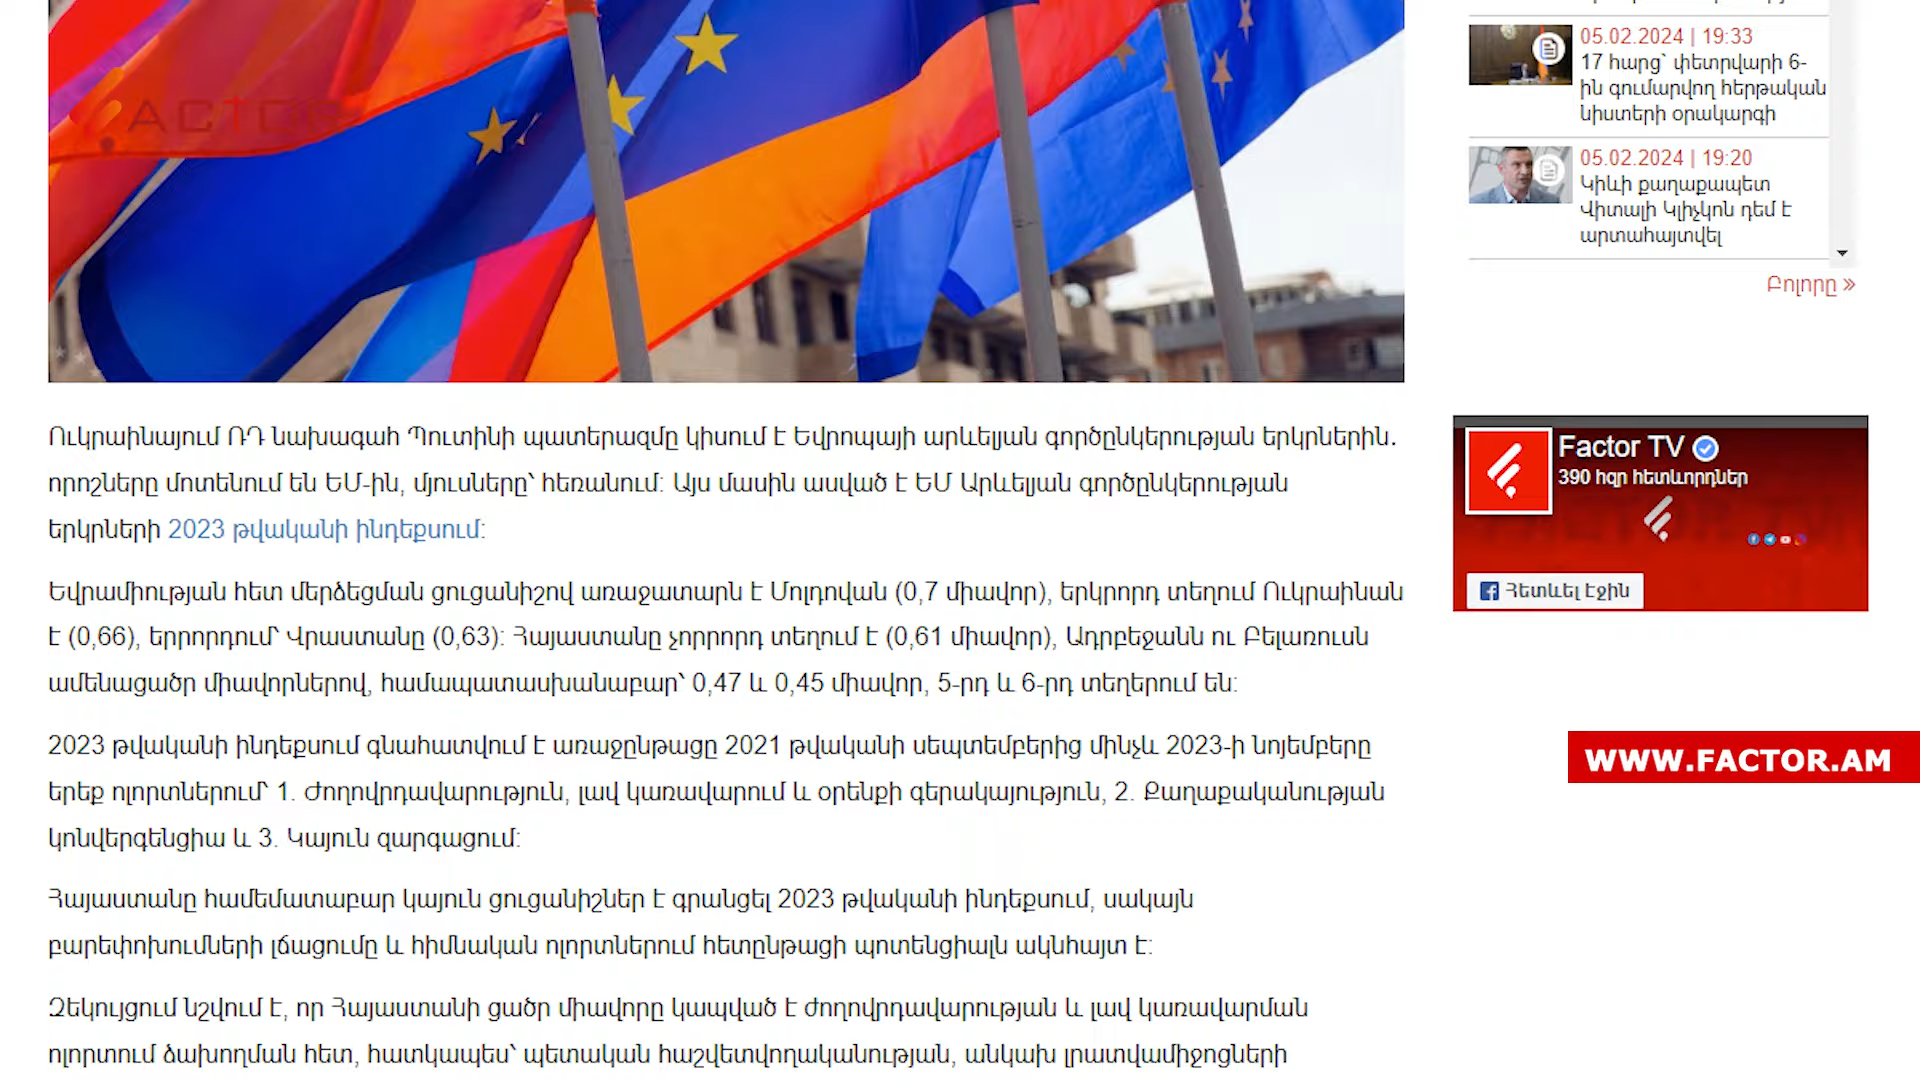 FACTOR
05.02.2024 | 19:33
17 հարց՝ փետրվարի 6-
ին գումարվող հերթական
նիստերի օրակարգի
05.02.2024 | 19:20
Կիևի քաղաքապետ
Վիտալի Կլիչկոն դեմ է
արտահայտվել
Բոլորը »
Ուկրաինայում ՌԴ նախագահ Պուտինի պատերազմը կիսում է Եվրոպայի արևելյան գործընկերության երկրներին.
որոշները մոտենում են ԵՄ-ին, մյուսները՝ հեռանում: Այս մասին ասված է ԵՄ Արևելյան գործընկերության
երկրների 2023 թվականի ինդեքսում:
Եվրամիության հետ մերձեցման ցուցանիշով առաջատարն է Մոլդովան (0,7 միավոր), երկրորդ տեղում Ուկրաինան
է (0,66), երրորդում՝ Վրաստանը (0,63): Հայաստանը չորրորդ տեղում է (0,61 միավոր), Ադրբեջանն ու Բելառուսն
ամենացածր միավորներով, համապատասխանաբար՝ 0,47 և 0,45 միավոր, 5-րդ և 6-րդ տեղերում են:
2023 թվականի ինդեքսում գնահատվում է առաջընթացը 2021 թվականի սեպտեմբերից մինչև 2023-ի նոյեմբերը
երեք ոլորտներում՝ 1. Ժողովրդավարություն, լավ կառավարում և օրենքի գերակայություն, 2. Քաղաքականության
կոնվերգենցիա և 3. Կայուն զարգացում:
Հայաստանը համեմատաբար կայուն ցուցանիշներ է գրանցել 2023 թվականի ինդեքսում, սակայն
բարեփոխումների լճացումը և հիմնական ոլորտներում հետընթացի պոտենցիալն ակնհայտ է:
Զեկույցում նշվում է, որ Հայաստանի ցածր միավորը կապված է ժողովրդավարության և լավ կառավարման
ոլորտում ձախողման հետ, հատկապես՝ պետական հաշվետվողականության, անկախ լրատվամիջոցների
Factor TV
390 հզր հետևորդներ
Հետևել էջին
WWW.FACTOR.AM